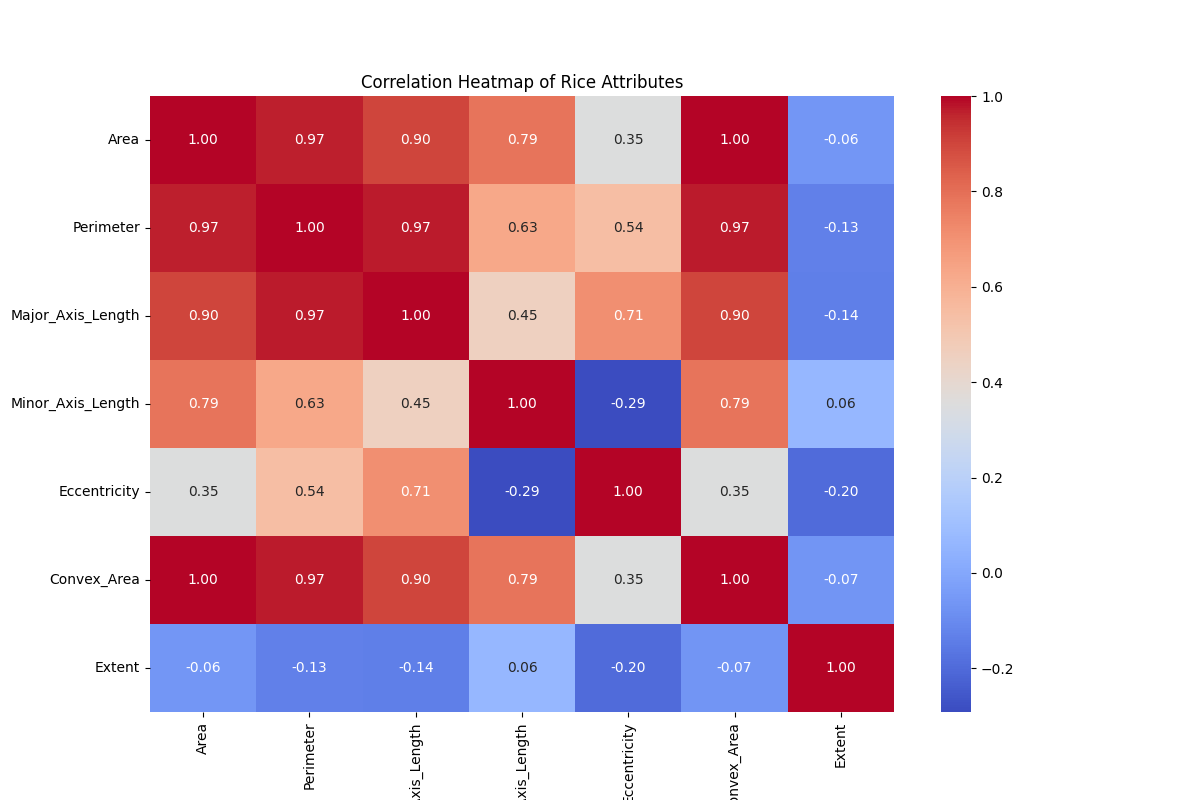 Correlation Heatmap of Rice Attributes
Area 1.00 0.97 0.90 0.79 0.35 1.00 -0.06
Perimeter 0.97 1.00 0.97 0.63 0.54 0.97 -0.13
Major_Axis_Length 0.90 0.97 1.00 0.45 0.71 0.90 -0.14
Minor_Axis_Length 0.79 0.63 0.45 1.00 -0.29 0.79 0.06
Eccentricity 0.35 0.54 0.71 -0.29 1.00 0.35 -0.20
Convex_Area 1.00 0.97 0.90 0.79 0.35 1.00 -0.07
Extent -0.06 -0.13 -0.14 0.06 -0.20 -0.07 1.00
Area
Perimeter
Axis_Length
Axis_Length
Eccentricity
onvex_Area
Extent
1.0
0.8
0.6
0.4
0.2
0.0
−0.2